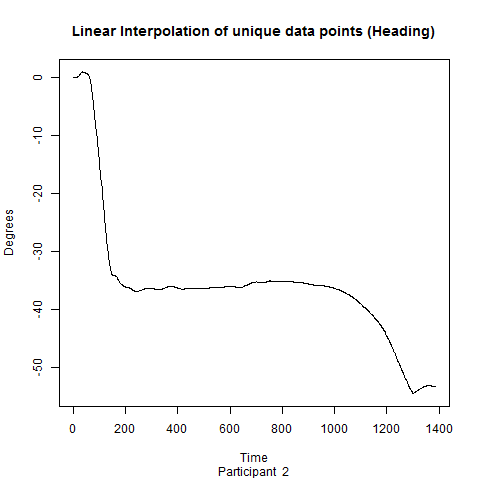 Linear Interpolation of unique data points (Heading)
Degrees
0
-10
-20
-30
-40
-50
0 200 400 600 800 1000 1200 1400
Time
Participant 2